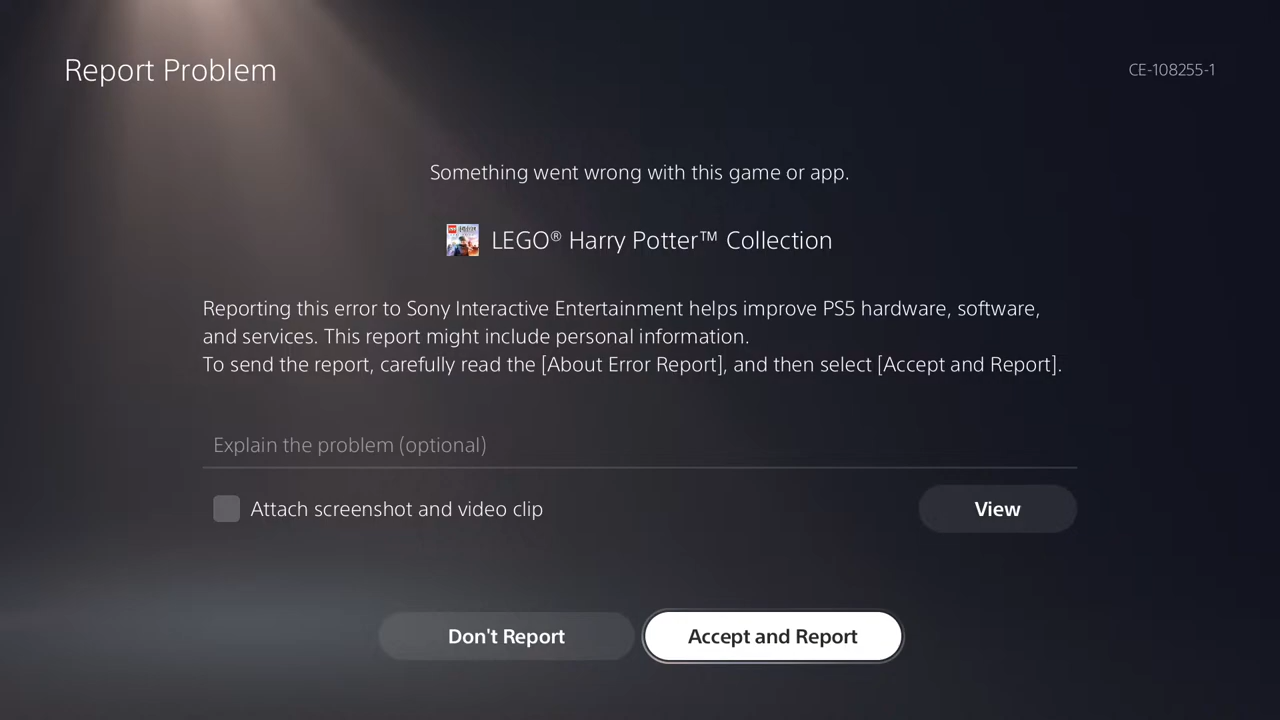 Report Problem
CE-108255-1
Something went wrong with this game or app.
LEGO® Harry Potter™ Collection
Reporting this error to Sony Interactive Entertainment helps improve PS5 hardware, software,
and services. This report might include personal information.
To send the report, carefully read the [About Error Report], and then select [Accept and Report].
Explain the problem (optional)
Attach screenshot and video clip
View
Don't Report
Accept and Report